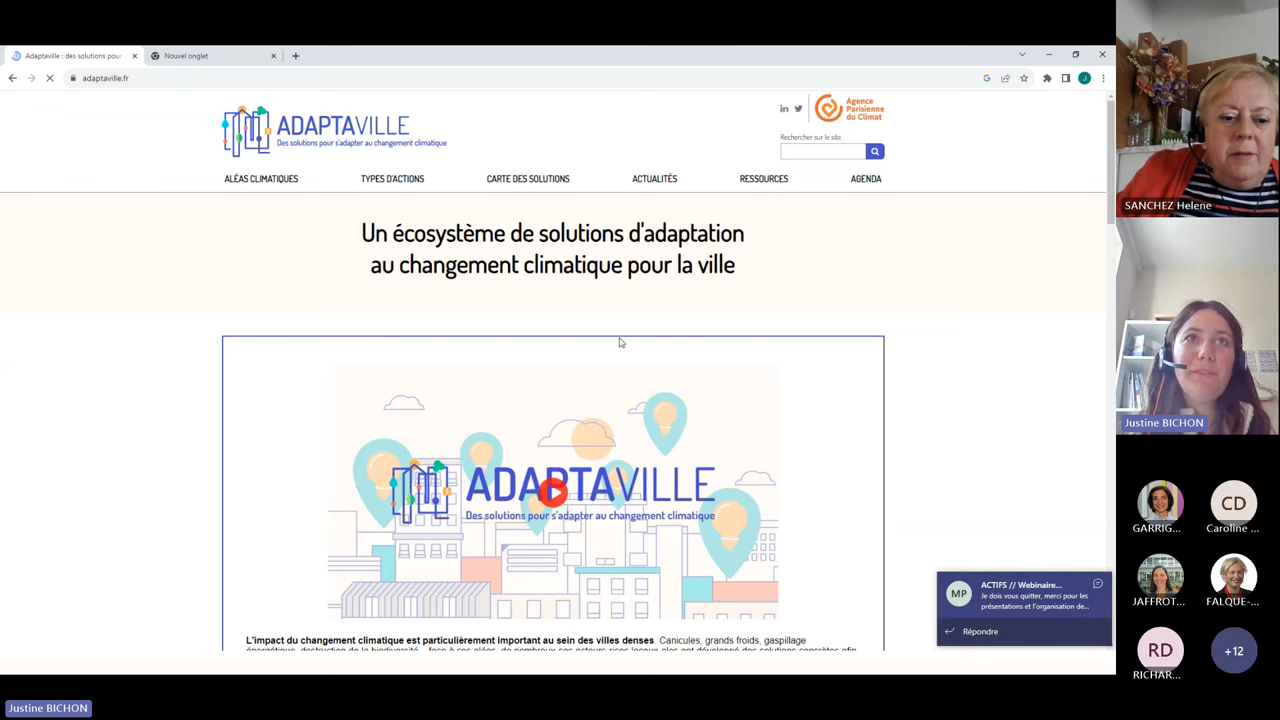 Adaptaville : des solutions pour
Nouvel onglet
adaptaville.fr
J
ADAPTAVILLE
Des solutions pour s'adapter au changement climatique
in
Agence
Parisienne
du Climat
Rechercher sur le site
ALÉAS CLIMATIQUES
TYPES D'ACTIONS
CARTE DES SOLUTIONS
ACTUALITÉS
RESSOURCES
AGENDA
Un écosystème de solutions d'adaptation
au changement climatique pour la ville
ADAPTAVILLE
Des solutions pour s'adapter au changement climatique
L'impact du changement climatique est particulièrement important au sein des villes denses. Canicules, grands froids, gaspillage
MP
ACTIFS // Webinaire...
Je dois vous quitter, merci pour les
présentations et l'organisation de...
Répondre
SANCHEZ Helene
Justine BICHON
GARRIG...
CD
Caroline ...
JAFFROT...
FALQUE-...
RD
RICHAR...
+12
Justine BICHON